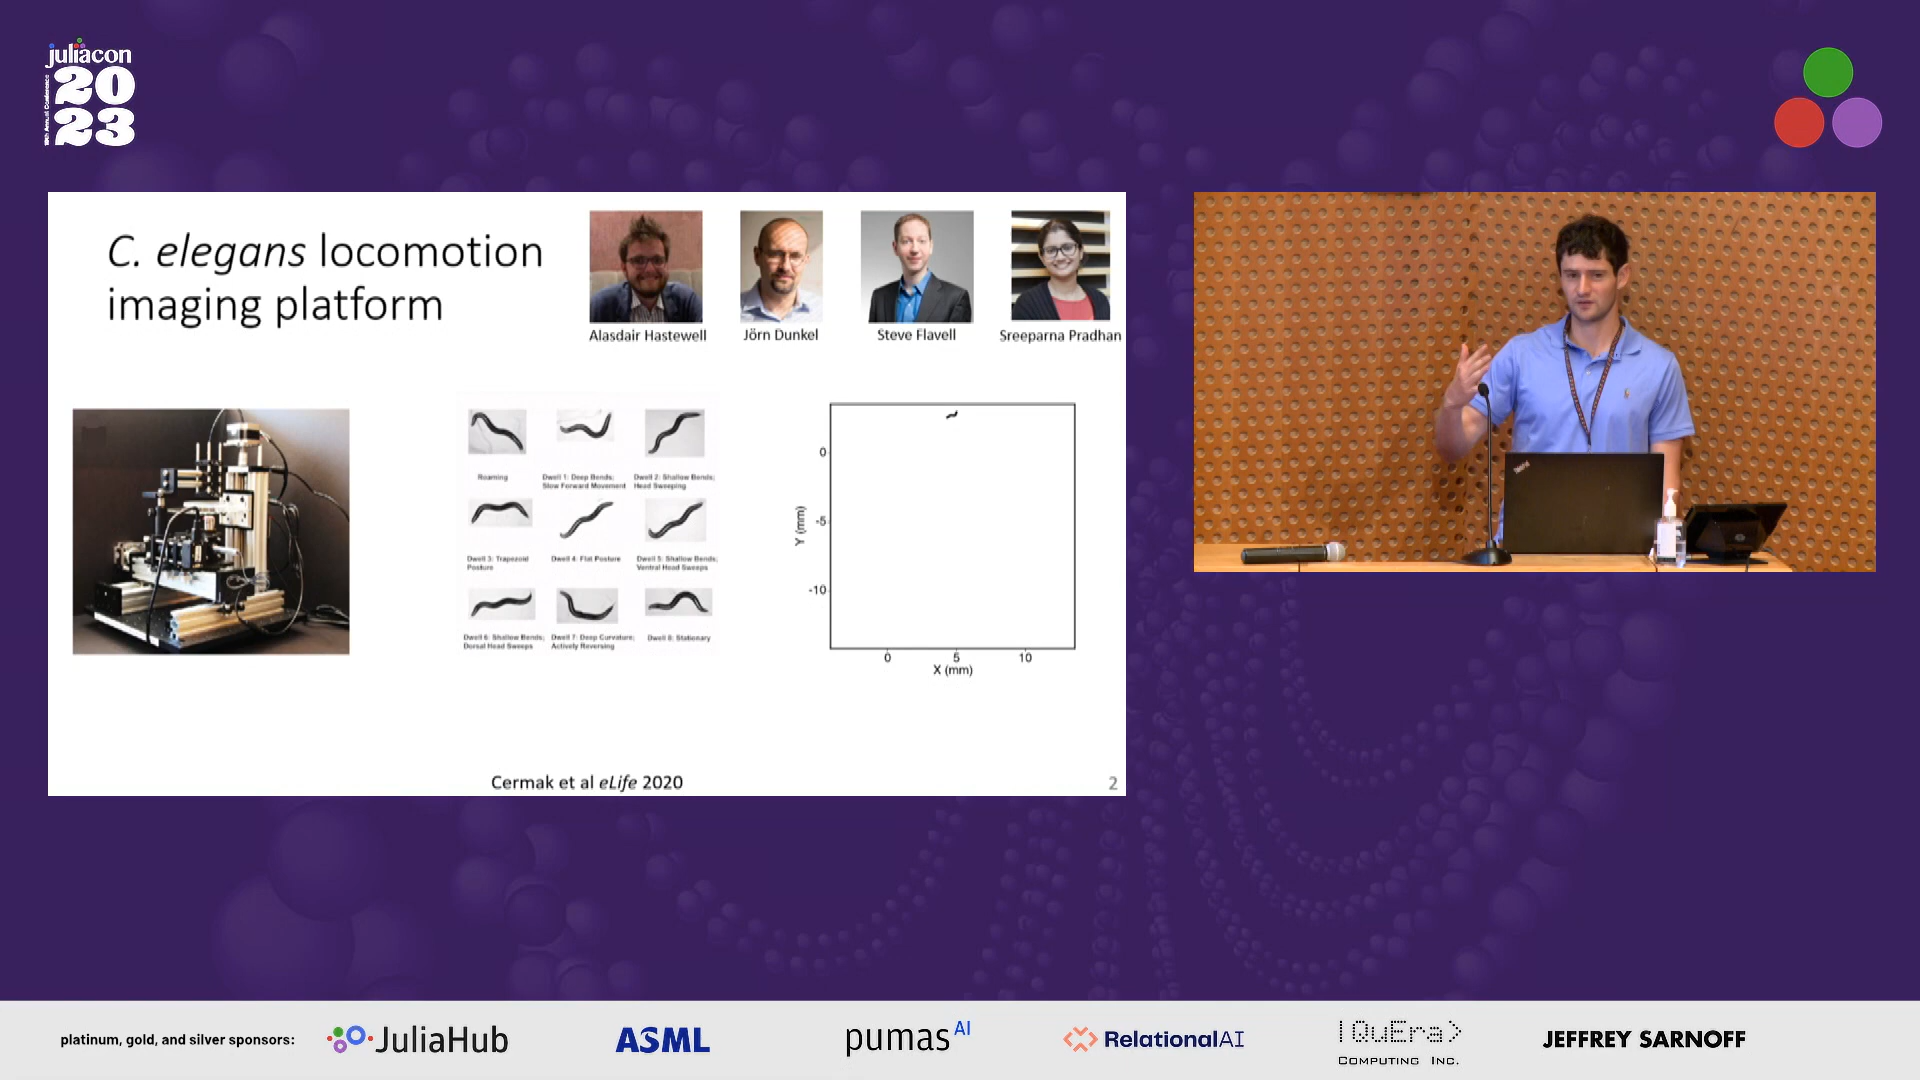 juliacon
20
23
C. elegans locomotion
imaging platform
Alasdair Hastewell
Jörn Dunkel
Steve Flavell
Sreeparna Pradhan
Roaming
Dwell 1: Deep Bends;
Slow Forward Movement
Dwell 2: Shallow Bends;
Head Sweeping
Dwell 3: Trapezoid
Posture
Dwell 4: Flat Posture
Dwell 5: Shallow Bends;
Ventral Head Sweeps
Dwell 6: Shallow Bends;
Dorsal Head Sweeps
Dwell 7: Deep Curvature;
Actively Reversing
Dwell 8: Stationary
0
-5
-10
Y (mm)
0 5 10
X (mm)
Cermak et al eLife 2020
2
ThinkPad
platinum, gold, and silver sponsors:
JuliaHub
ASML
pumas AI
RelationalAI
|QuEra>
COMPUTING INC.
JEFFREY SARNOFF